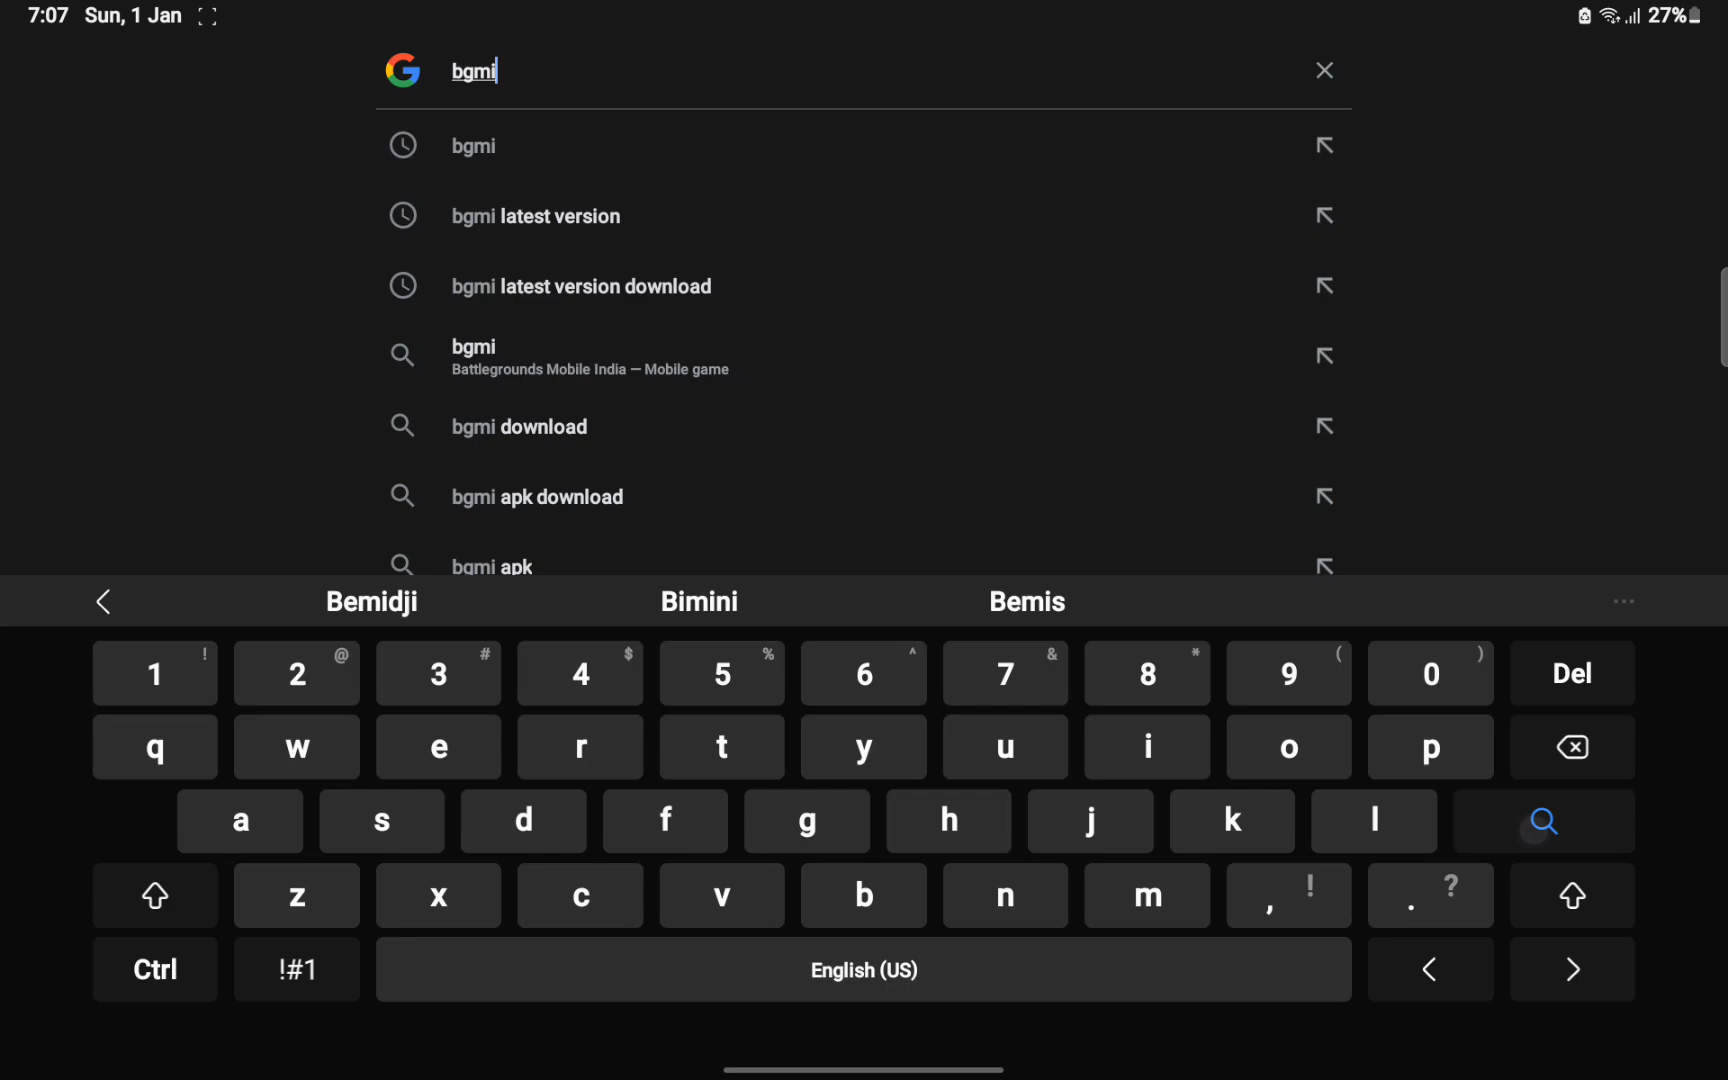 7:07 Sun, 1 Jan 27%
bgmi
bgmi
bgmi latest version
bgmi latest version download
bgmi
Battlegrounds Mobile India — Mobile game
bgmi download
bgmi apk download
bgmi apk
Bemidji Bimini Bemis ...
1 ! 2 @ 3 # 4 $ 5 % 6 ^ 7 & 8 * 9 ( 0 ) Del
q w e r t y u i o p
a s d f g h j k l
z x c v b n m , ! . ?
Ctrl !#1 English (US) < >